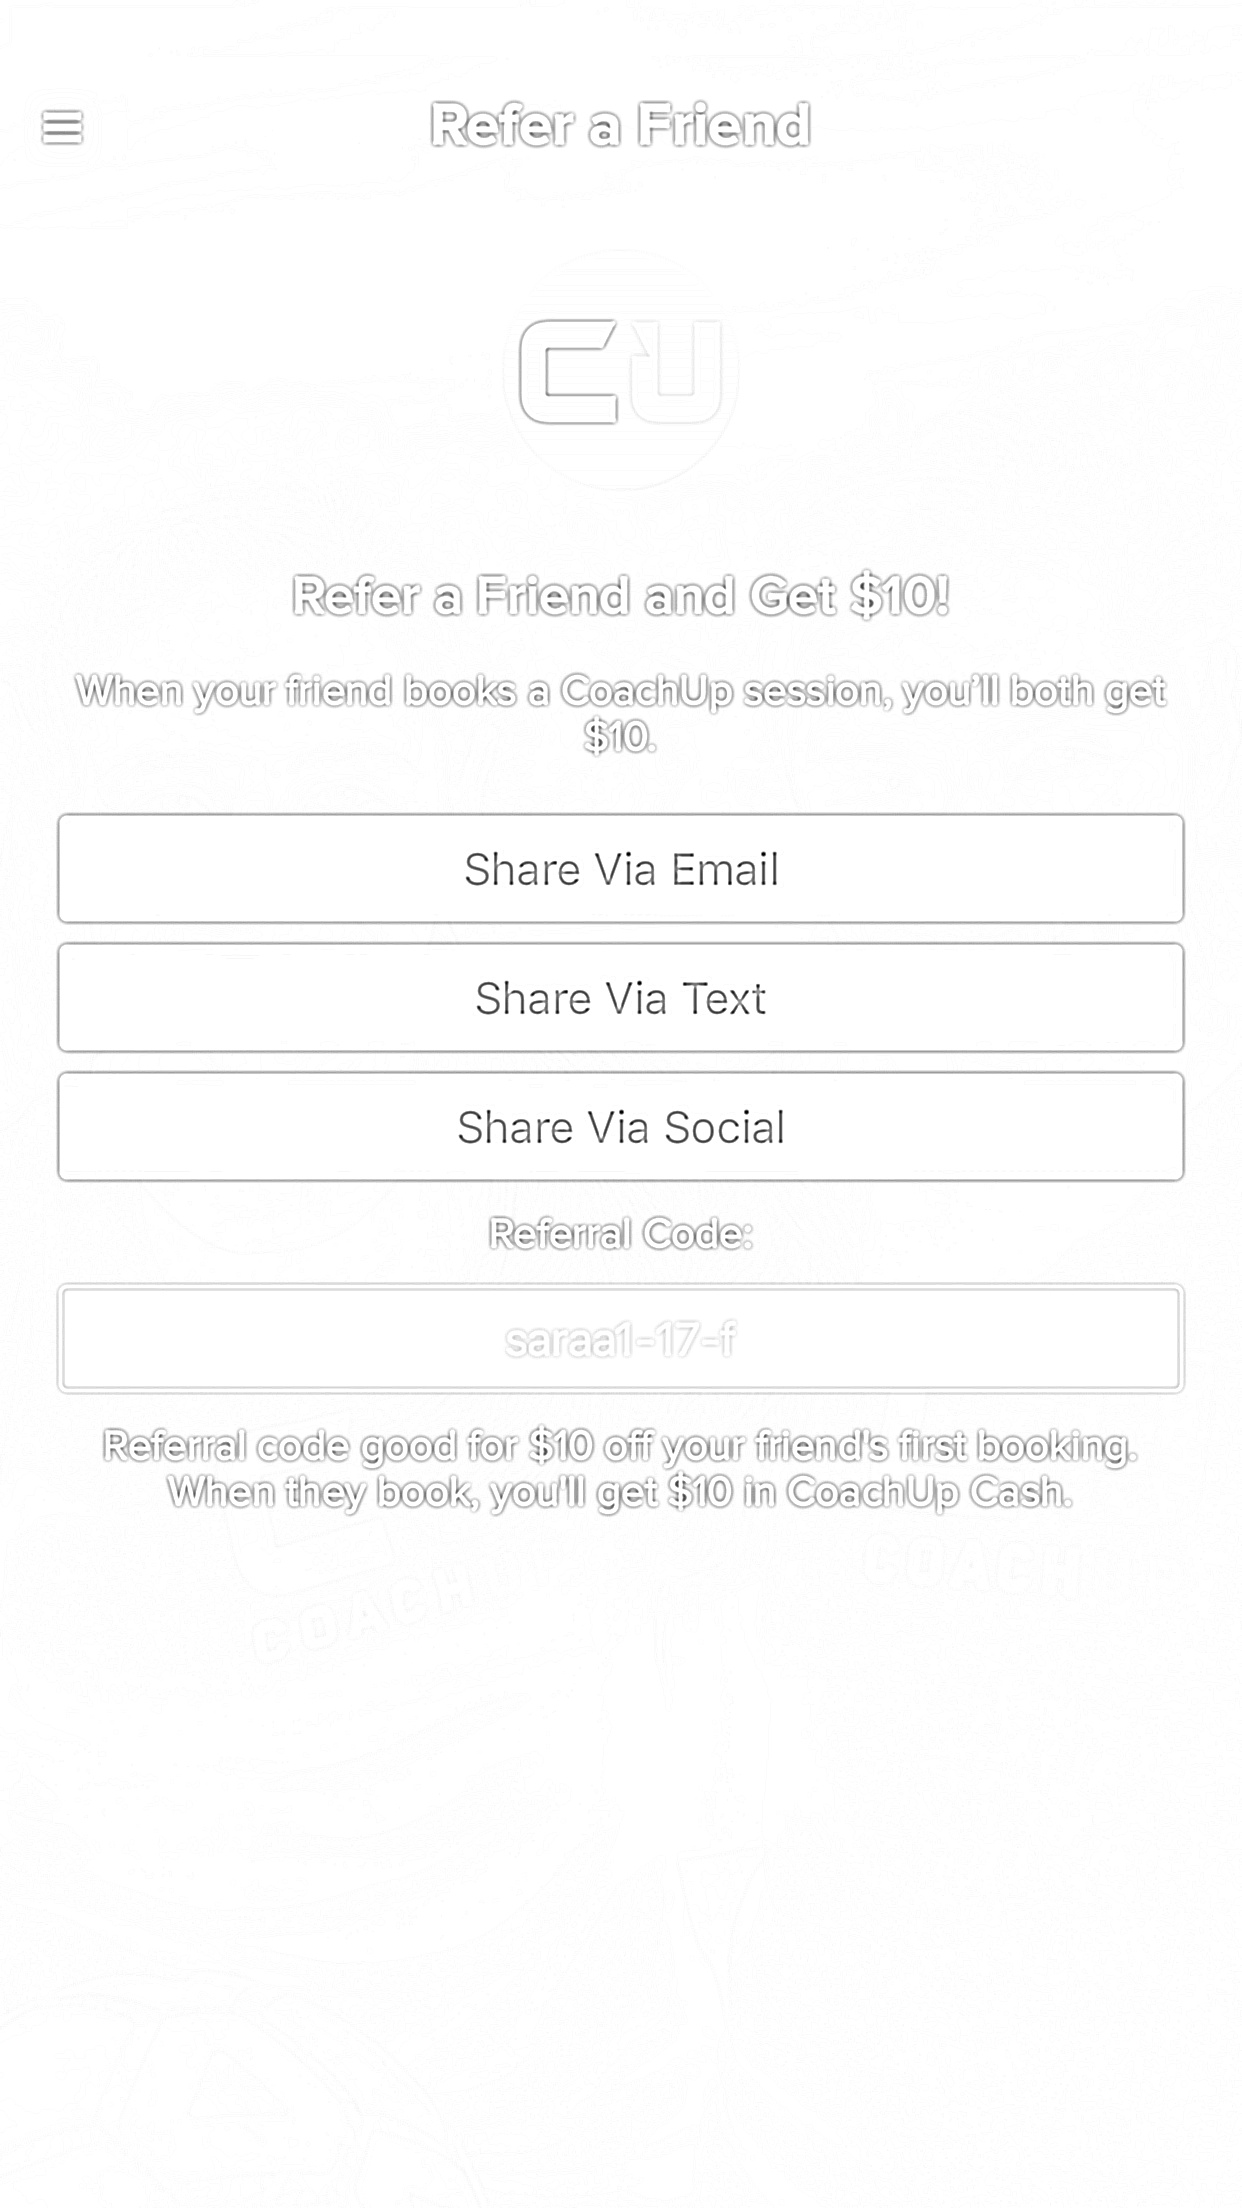 Refer a Friend
CU
Refer a Friend and Get $10!
When your friend books a CoachUp session, you’ll both get
$10.
Share Via Email
Share Via Text
Share Via Social
Referral Code:
saraa1-17-f
Referral code good for $10 off your friend's first booking.
When they book, you'll get $10 in CoachUp Cash.
COACH
COACH